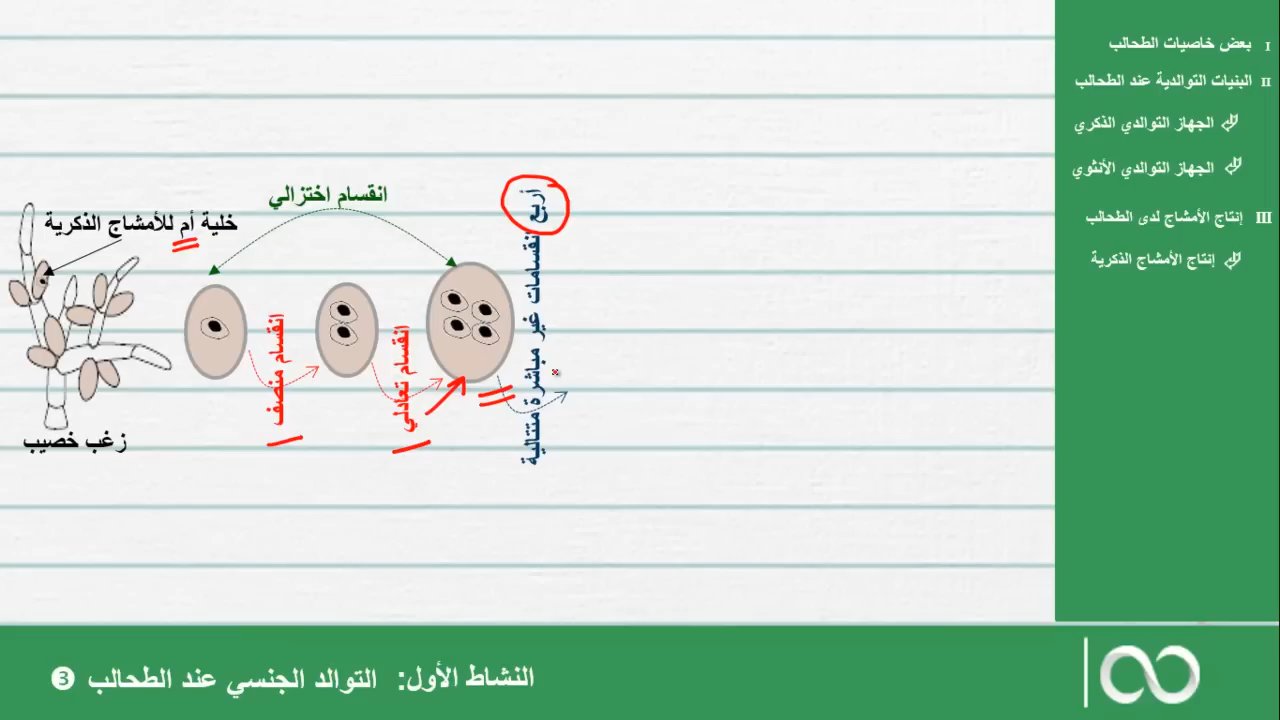 I بعض خاصيات الطحالب
II البنيات التوالدية عند الطحالب
الجهاز التوالدي الذكري
الجهاز التوالدي الأنثوي
III إنتاج الأمشاج لدى الطحالب
إنتاج الأمشاج الذكرية
انقسام اختزالي
خلية أم للأمشاج الذكرية
أربع انقسامات غير مباشرة متتالية
انقسام تعادلي
انقسام منصف
زغب خصيب
النشاط الأول: التوالد الجنسي عند الطحالب 3